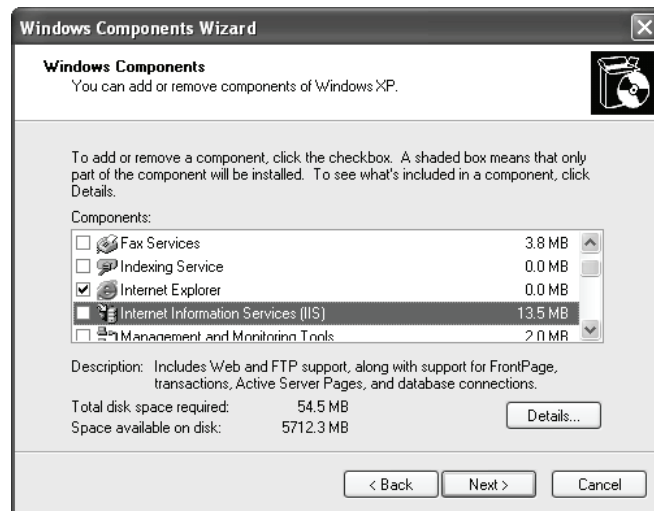 Windows Components Wizard
Windows Components
You can add or remove components of Windows XP.
To add or remove a component, click the checkbox. A shaded box means that only
part of the component will be installed. To see what's included in a component, click
Details.
Components:
Fax Services 3.8 MB
Indexing Service 0.0 MB
Internet Explorer 0.0 MB
Internet Information Services (IIS) 13.5 MB
Management and Monitoring Tools 2.0 MB
Description: Includes Web and FTP support, along with support for FrontPage,
transactions, Active Server Pages, and database connections.
Total disk space required: 54.5 MB
Space available on disk: 5712.3 MB
Details...
< Back Next > Cancel